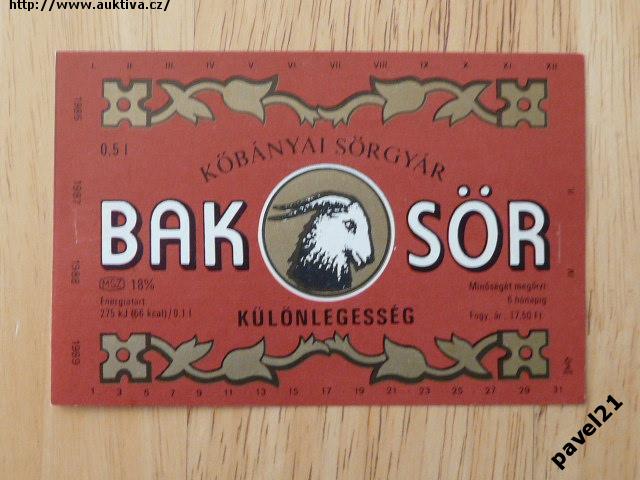 http://www.auktiva.cz/
I. II. III. IV. V. VI. VII. VIII. IX. X. XI. XII.
1986
1987
1988
1989
0,5 l
KŐBÁNYAI SÖRGYÁR
BAK SÖR
MSZ 18%
Energiatart.
275 kJ (66 kcal)/0,1 l
KÜLÖNLEGESSÉG
Minőségét megőrzi:
6 hónapig
Fogy. ár.: 17,50 Ft.
1 3 5 7 9 11 13 15 17 19 21 23 25 27 29 31
pavel21